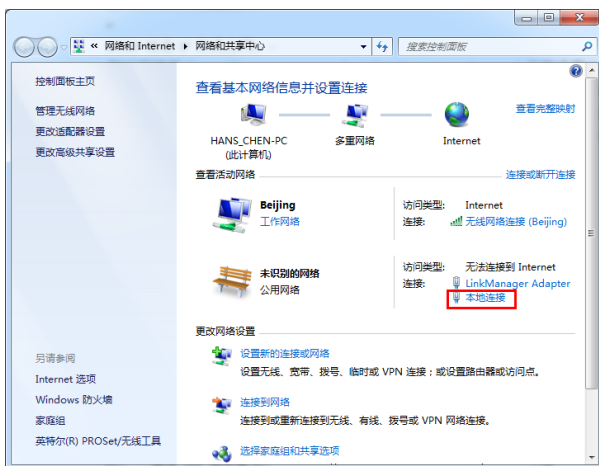 « 网络和 Internet ▸ 网络和共享中心
搜索控制面板
控制面板主页
管理无线网络
更改适配器设置
更改高级共享设置
查看基本网络信息并设置连接
查看完整映射
HANS_CHEN-PC
(此计算机)
多重网络
Internet
查看活动网络
连接或断开连接
Beijing
工作网络
访问类型: Internet
连接: 无线网络连接 (Beijing)
未识别的网络
公用网络
访问类型: 无法连接到 Internet
连接: LinkManager Adapter
本地连接
更改网络设置
设置新的连接或网络
设置无线、宽带、拨号、临时或 VPN 连接；或设置路由器或访问点。
连接到网络
连接到或重新连接到无线、有线、拨号或 VPN 网络连接。
选择家庭组和共享选项
另请参阅
Internet 选项
Windows 防火墙
家庭组
英特尔(R) PROSet/无线工具